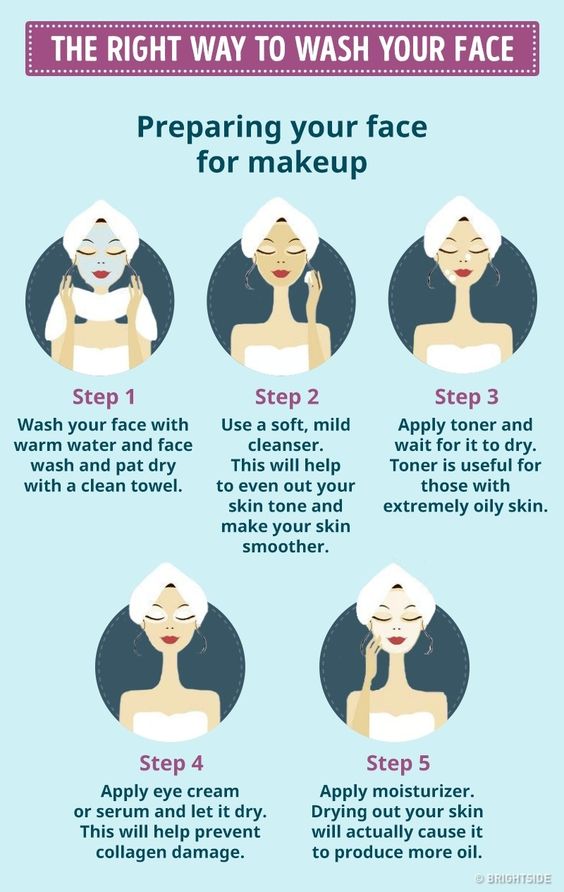 THE RIGHT WAY TO WASH YOUR FACE
Preparing your face
for makeup
Step 1
Wash your face with
warm water and face
wash and pat dry
with a clean towel.
Step 2
Use a soft, mild
cleanser.
This will help
to even out your
skin tone and
make your skin
smoother.
Step 3
Apply toner and
wait for it to dry.
Toner is useful for
those with
extremely oily skin.
Step 4
Apply eye cream
or serum and let it dry.
This will help prevent
collagen damage.
Step 5
Apply moisturizer.
Drying out your skin
will actually cause it
to produce more oil.
© BRIGHTSIDE